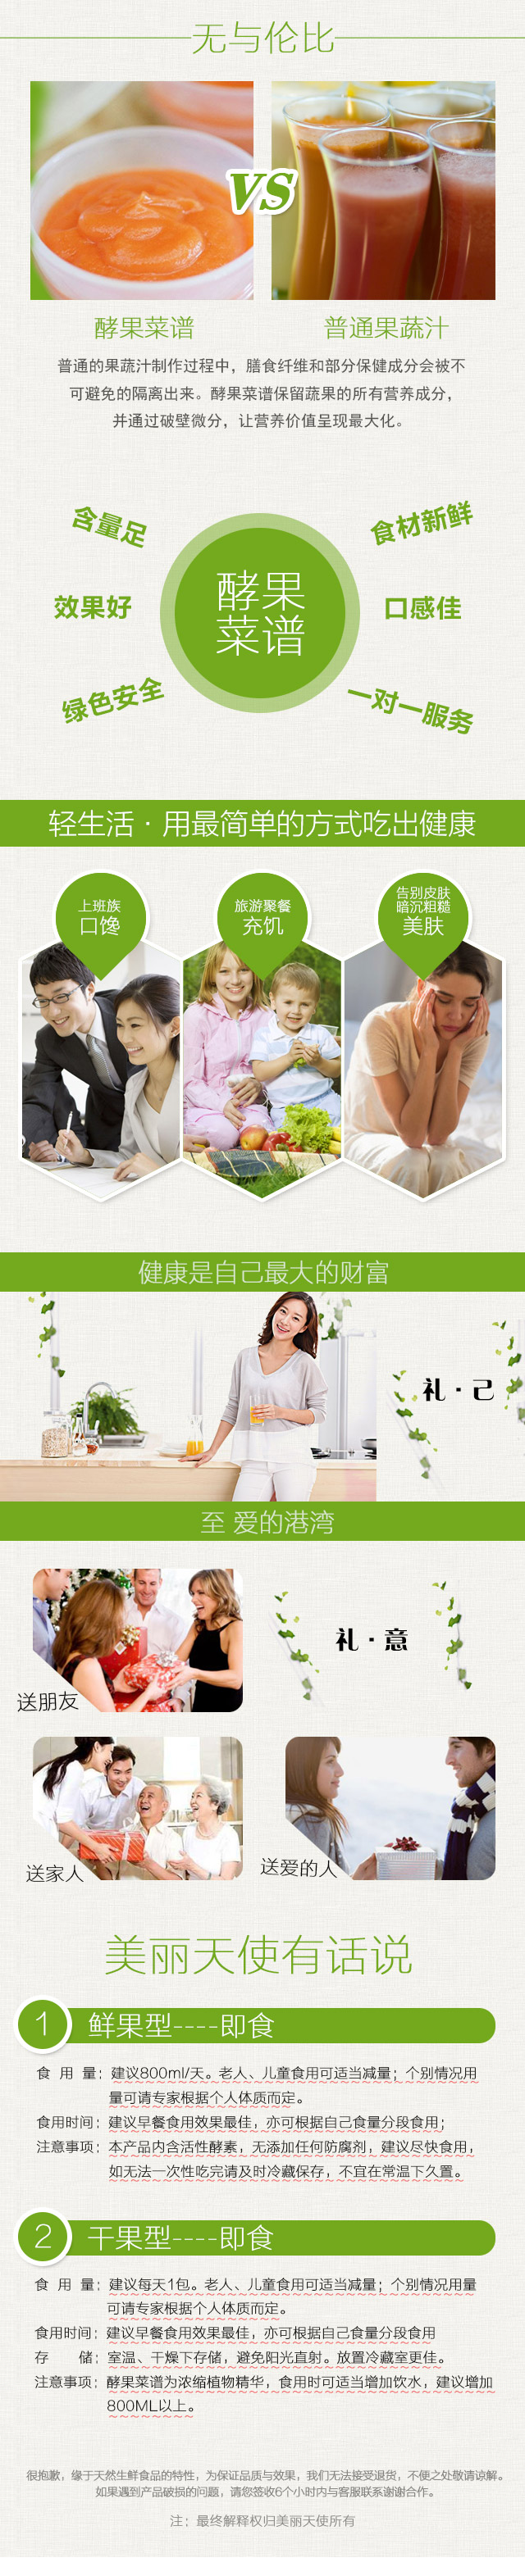 无与伦比
VS
酵果菜谱
普通果蔬汁
普通的果蔬汁制作过程中，膳食纤维和部分保健成分会被不
可避免的隔离出来。酵果菜谱保留蔬果的所有营养成分，
并通过破壁微分，让营养价值呈现最大化。
含量足
食材新鲜
效果好
酵果
菜谱
口感佳
绿色安全
一对一服务
轻生活·用最简单的方式吃出健康
上班族
口馋
旅游聚餐
充饥
告别皮肤
暗沉粗糙
美肤
健康是自己最大的财富
礼·己
至 爱的港湾
礼·意
送朋友
送家人
送爱的人
美丽天使有话说
1 鲜果型----即食
食 用 量：建议800ml/天。老人、儿童食用可适当减量；个别情况用
量可请专家根据个人体质而定。
食用时间：建议早餐食用效果最佳，亦可根据自己食量分段食用；
注意事项：本产品内含活性酵素，无添加任何防腐剂，建议尽快食用，
如无法一次性吃完请及时冷藏保存，不宜在常温下久置。
2 干果型----即食
食 用 量：建议每天1包。老人、儿童食用可适当减量；个别情况用量
可请专家根据个人体质而定。
食用时间：建议早餐食用效果最佳，亦可根据自己食量分段食用
存 储：室温、干燥下存储，避免阳光直射。放置冷藏室更佳。
注意事项：酵果菜谱为浓缩植物精华，食用时可适当增加饮水，建议增加
800ML以上。
很抱歉，缘于天然生鲜食品的特性，为保证品质与效果，我们无法接受退货，不便之处敬请谅解。
如果遇到产品破损的问题，请您签收6个小时内与客服联系谢谢合作。
注：最终解释权归美丽天使所有